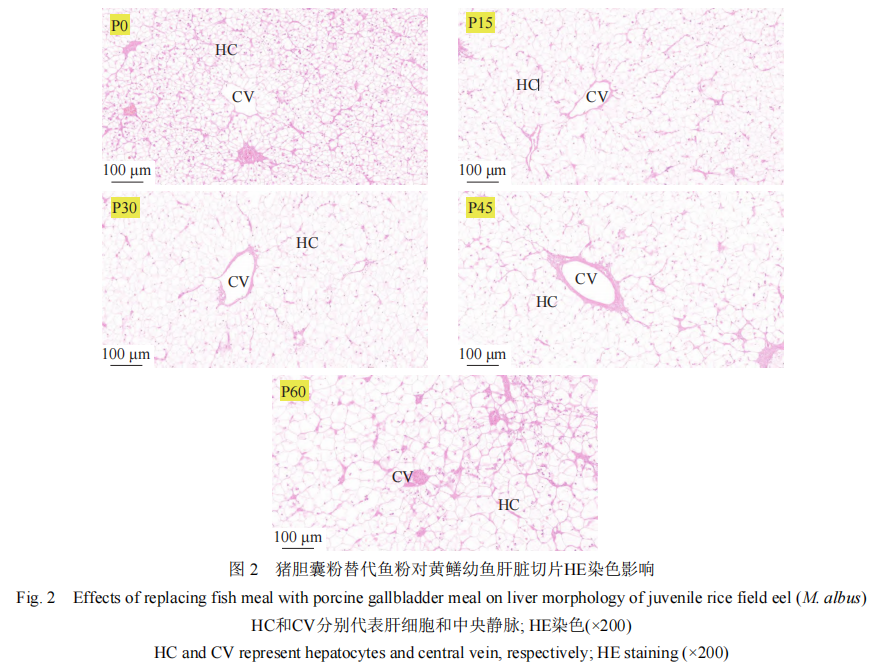 P0
HC
CV
100 μm
P15
HC
CV
100 μm
P30
HC
CV
100 μm
P45
CV
HC
100 μm
P60
CV
HC
100 μm
图 2 猪胆囊粉替代鱼粉对黄鳝幼鱼肝脏切片HE染色影响
Fig. 2 Effects of replacing fish meal with porcine gallbladder meal on liver morphology of juvenile rice field eel (M. albus)
HC和CV分别代表肝细胞和中央静脉; HE染色(×200)
HC and CV represent hepatocytes and central vein, respectively; HE staining (×200)